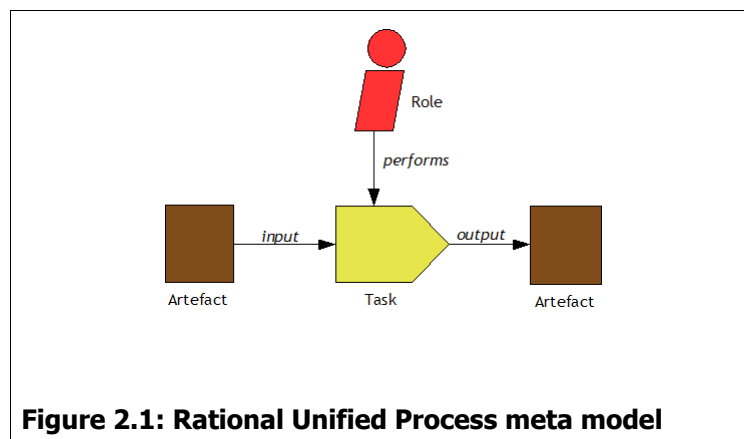 Role
performs
input
output
Artefact
Task
Artefact
Figure 2.1: Rational Unified Process meta model